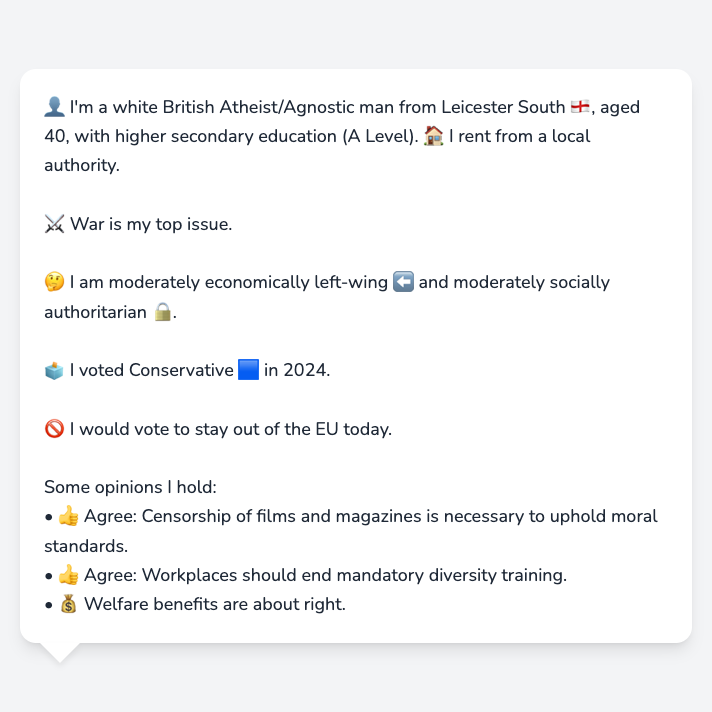 👤 I'm a white British Atheist/Agnostic man from Leicester South 🏴󠁧󠁢󠁥󠁮󠁧󠁿, aged
40, with higher secondary education (A Level). 🏠 I rent from a local
authority.
⚔️ War is my top issue.
🤔 I am moderately economically left-wing ⬅️ and moderately socially
authoritarian 🔒.
🗳️ I voted Conservative 🟦 in 2024.
🚫 I would vote to stay out of the EU today.
Some opinions I hold:
• 👍 Agree: Censorship of films and magazines is necessary to uphold moral
standards.
• 👍 Agree: Workplaces should end mandatory diversity training.
• 💰 Welfare benefits are about right.